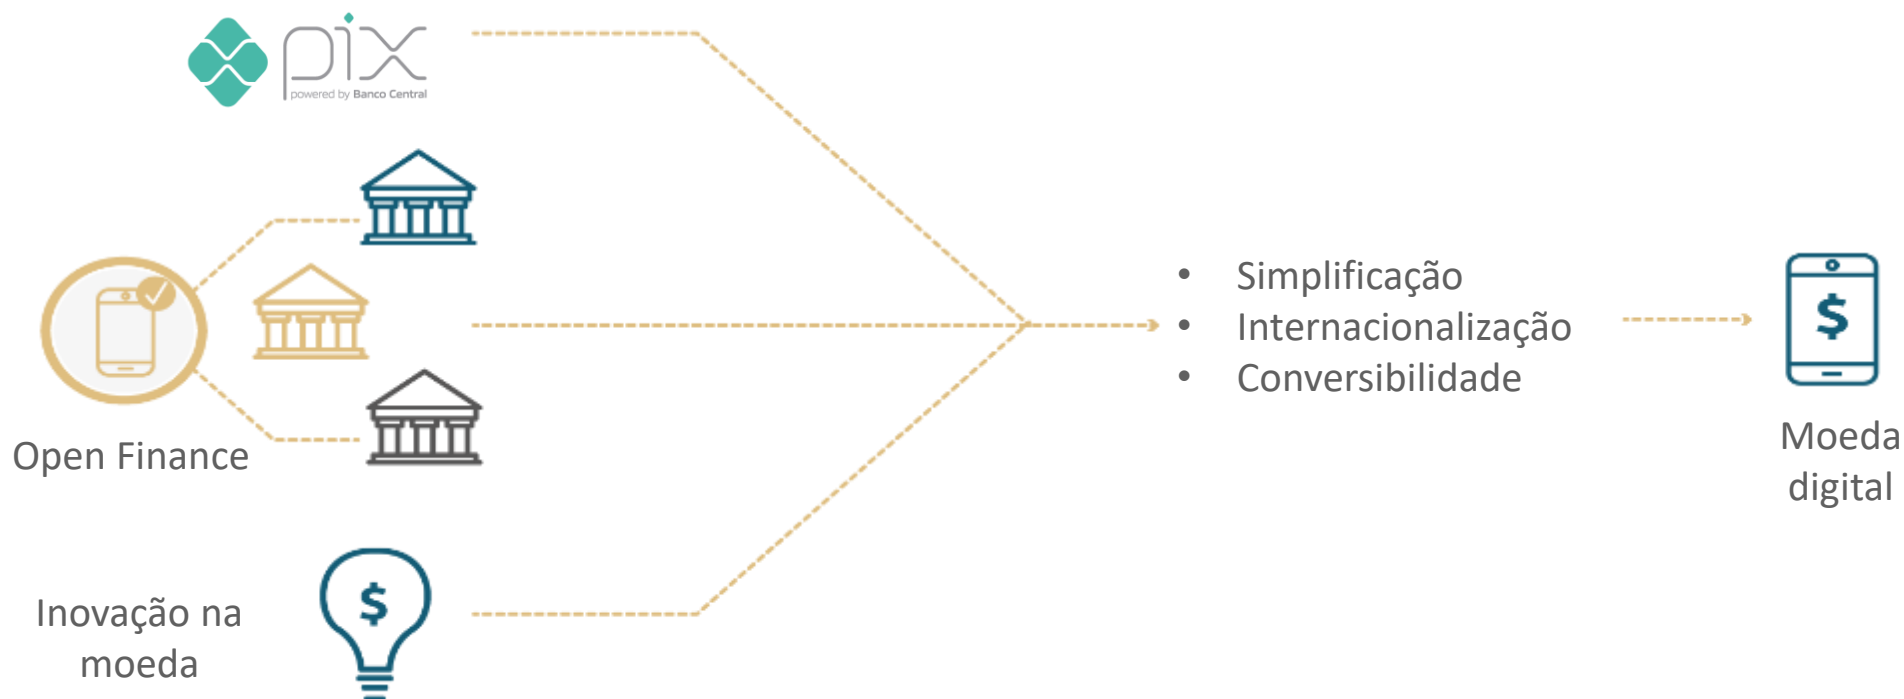 pix
powered by Banco Central
Open Finance
$
Inovação na
moeda
• Simplificação
• Internacionalização
• Conversibilidade
$
Moeda
digital